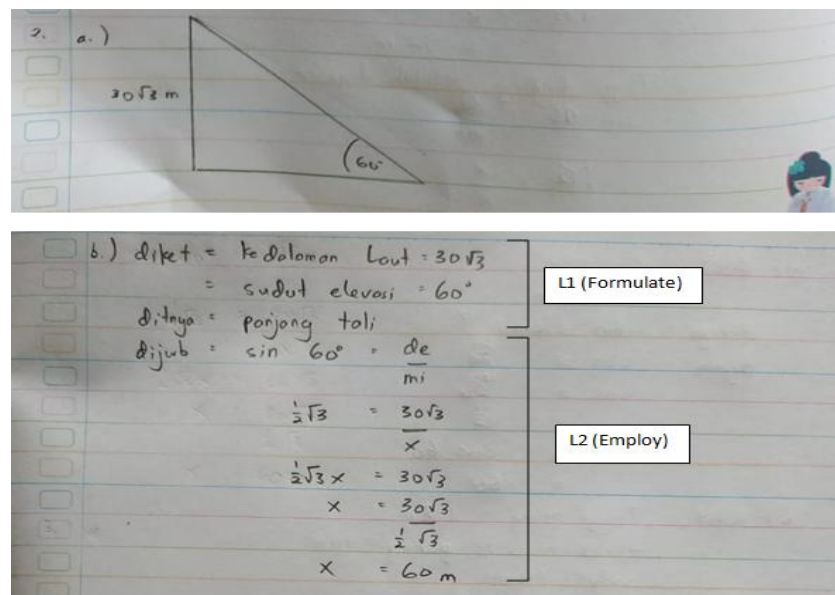 2. a.)
30√3 m
60°
b.) diket = kedalaman Laut = 30√3
= sudut elevasi = 60°
ditnya = panjang tali
dijwb = sin 60° = de
mi
½√3 = 30√3
x
½√3 x = 30√3
x = 30√3
½ √3
x = 60 m
L1 (Formulate)
L2 (Employ)